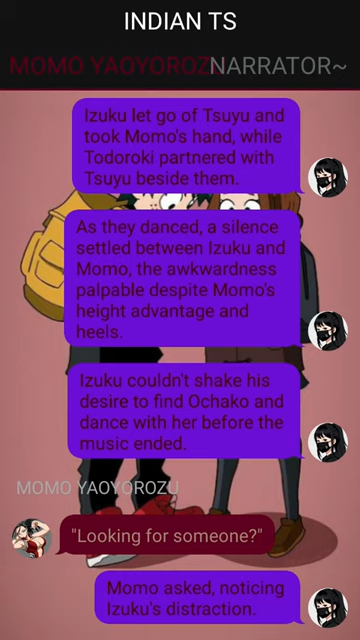 INDIAN TS
MOMO YAOYOROZU
NARRATOR~
Izuku let go of Tsuyu and
took Momo's hand, while
Todoroki partnered with
Tsuyu beside them.
As they danced, a silence
settled between Izuku and
Momo, the awkwardness
palpable despite Momo's
height advantage and
heels.
Izuku couldn't shake his
desire to find Ochako and
dance with her before the
music ended.
MOMO YAOYOROZU
"Looking for someone?"
Momo asked, noticing
Izuku's distraction.